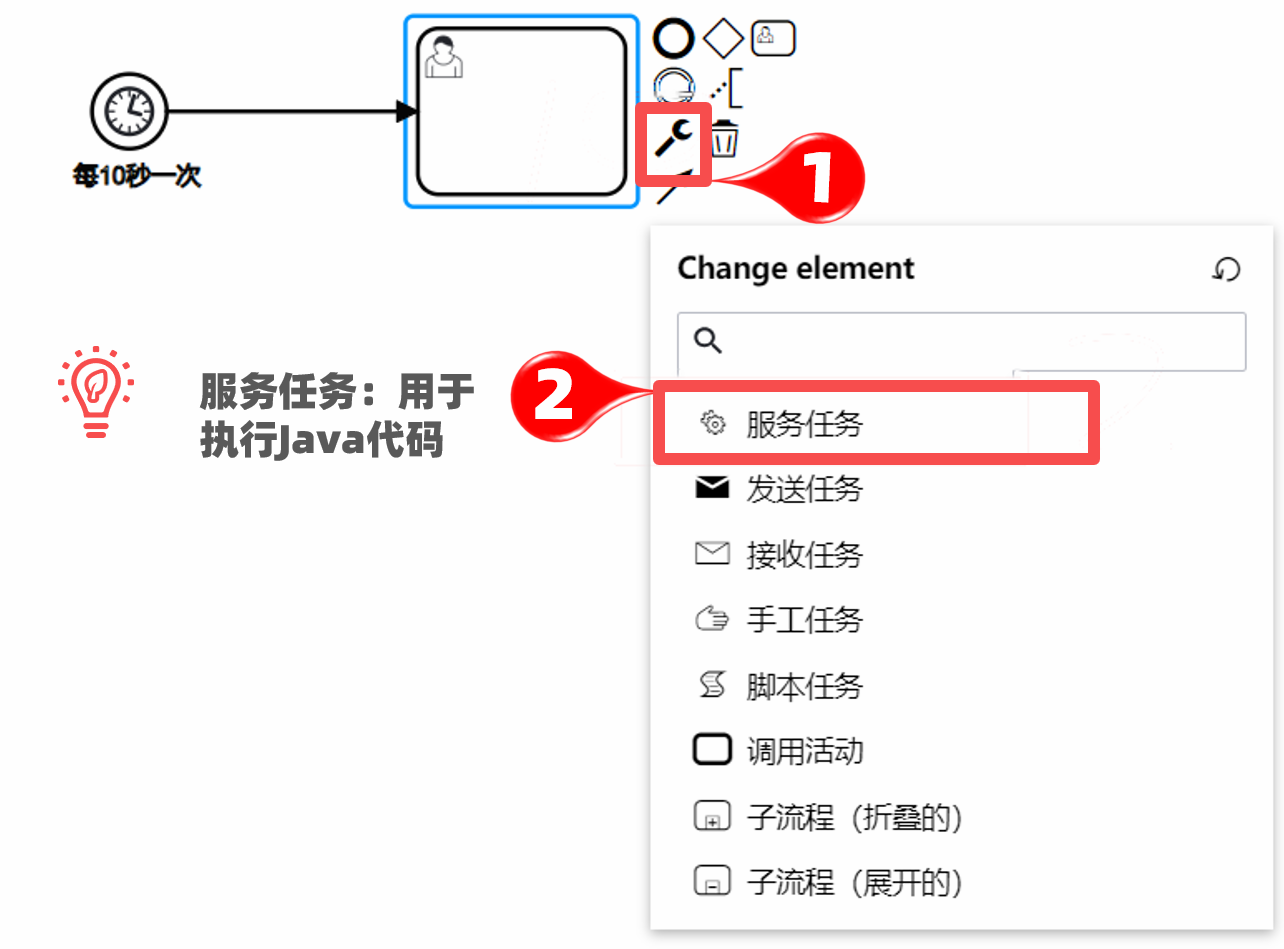 每10秒一次
1
Change element
服务任务：用于
执行Java代码
2
服务任务
发送任务
接收任务
手工任务
脚本任务
调用活动
子流程（折叠的）
子流程（展开的）